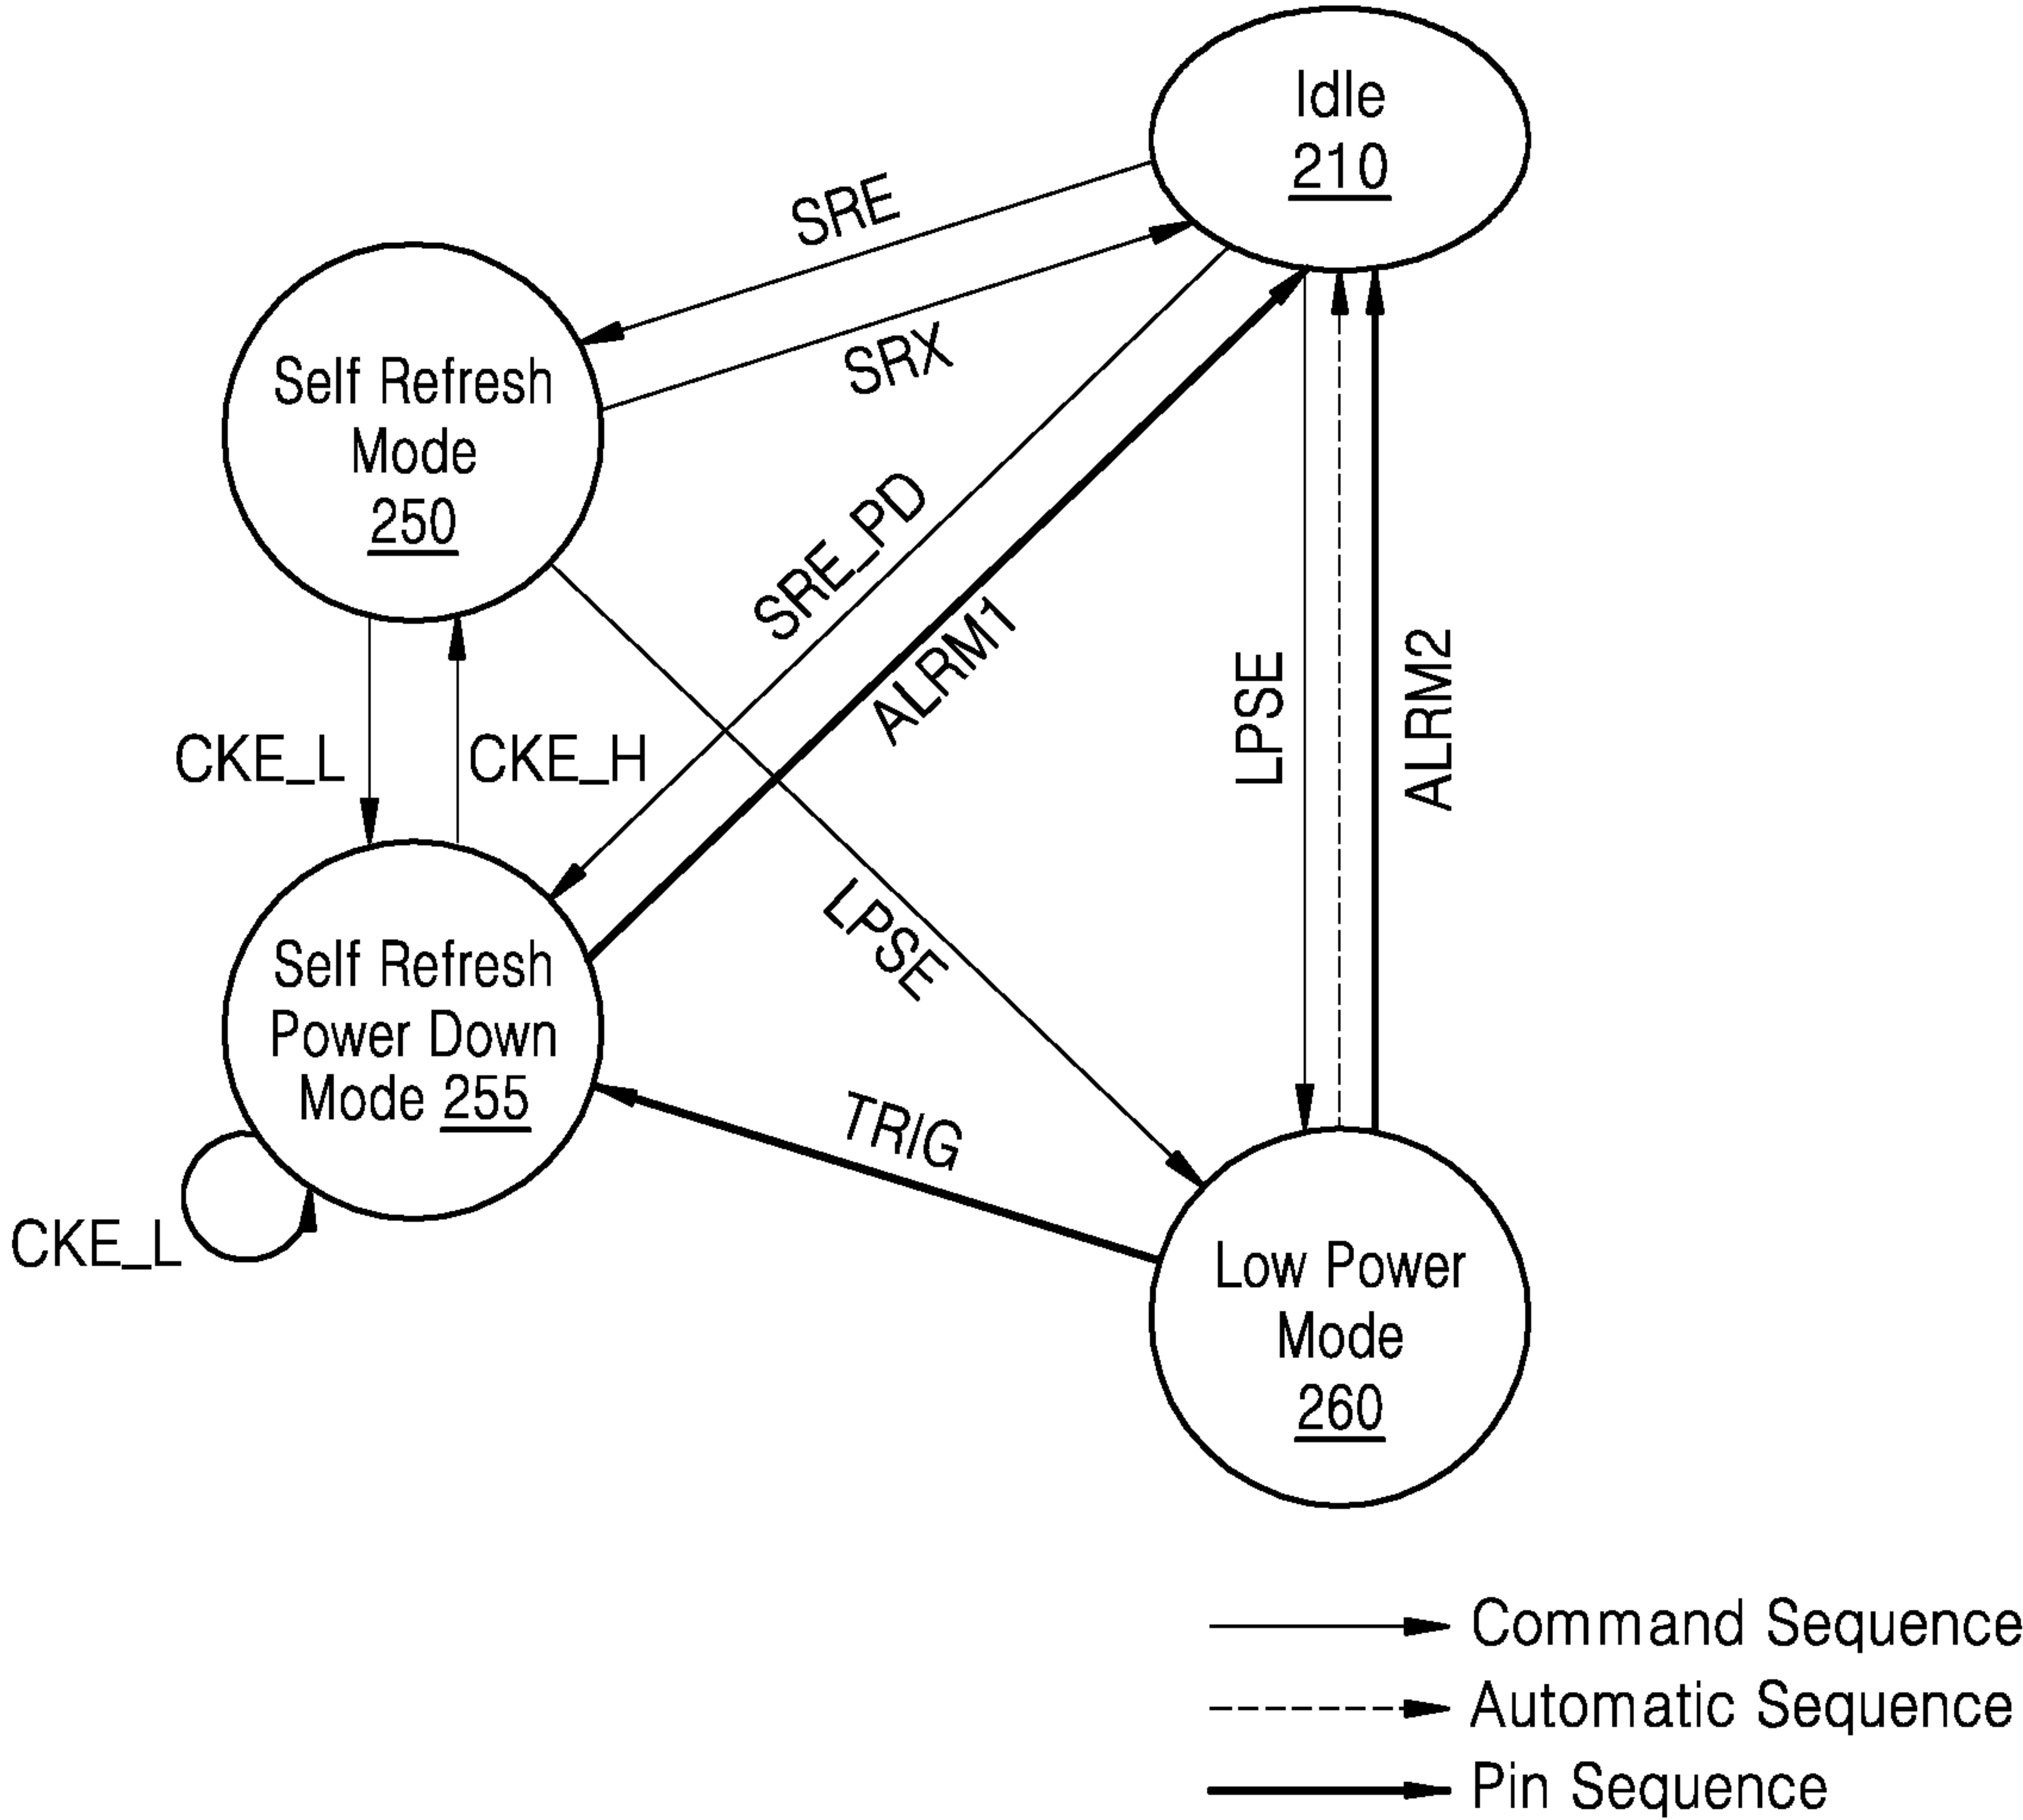 Idle
210
SRE
SRX
Self Refresh
Mode
250
SRE_PD
ALRM1
LPSE
ALRM2
CKE_L
CKE_H
LPSE
Self Refresh
Power Down
Mode 255
TRIG
CKE_L
Low Power
Mode
260
Command Sequence
Automatic Sequence
Pin Sequence